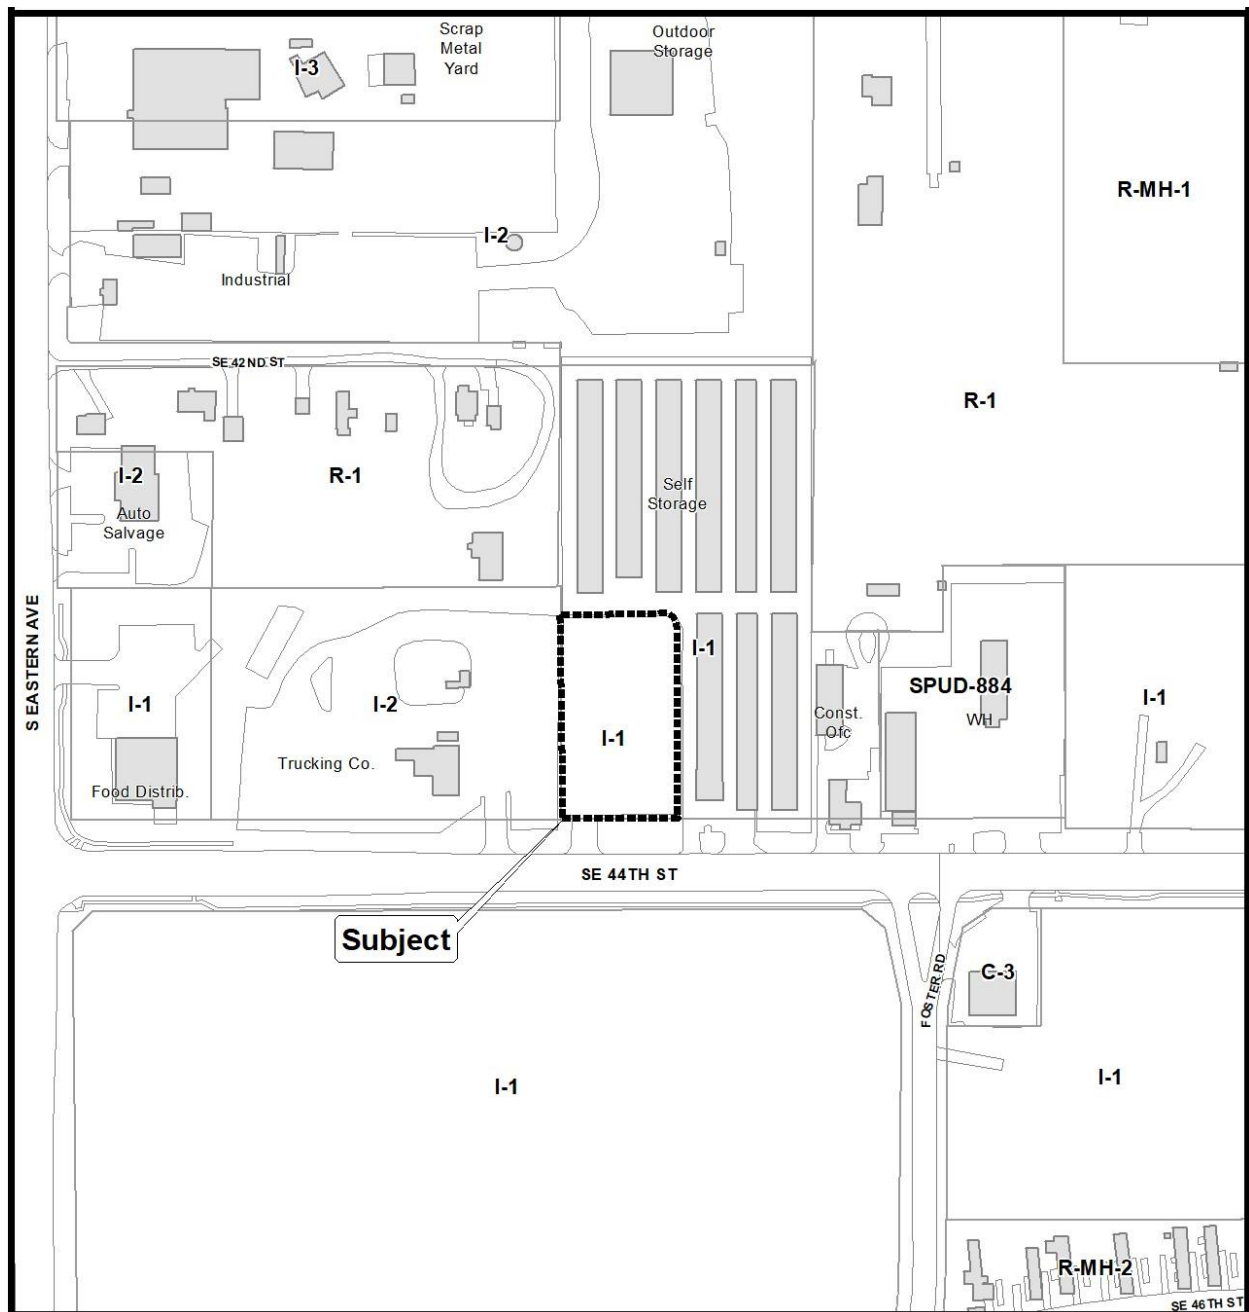 Scrap
Metal
Yard
Outdoor
Storage
I-3
R-MH-1
I-2
Industrial
SE 42ND ST
R-1
I-2
R-1
Auto
Salvage
Self
Storage
S EASTERN AVE
I-1
I-1
I-2
I-1
SPUD-884
WH
I-1
Const.
Ofc
Trucking Co.
Food Distrib.
SE 44TH ST
Subject
C-3
FOSTER RD
I-1
I-1
R-MH-2
SE 46TH ST